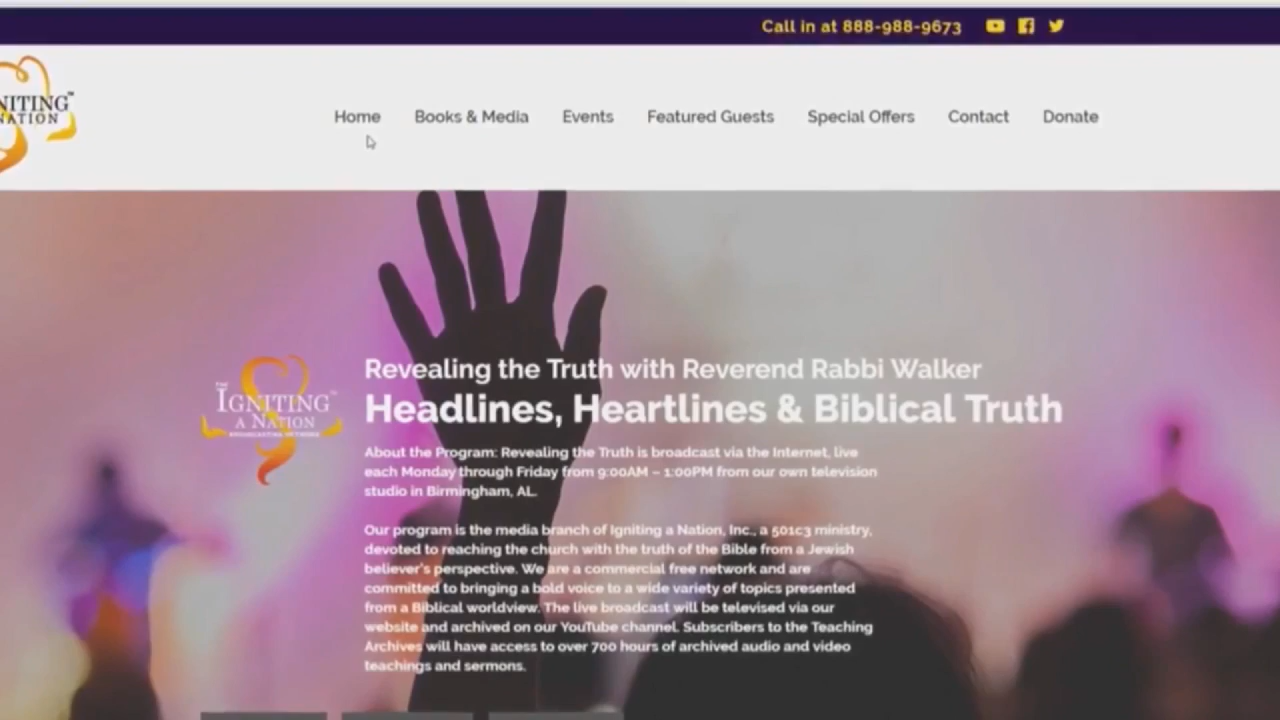 Call in at 888-988-9673
NITING™
NATION
Home Books & Media Events Featured Guests Special Offers Contact Donate
Revealing the Truth with Reverend Rabbi Walker
THE
IGNITING™
A NATION
BROADCASTING NETWORK
Headlines, Heartlines & Biblical Truth
About the Program: Revealing the Truth is broadcast via the Internet, live
each Monday through Friday from 9:00AM – 1:00PM from our own television
studio in Birmingham, AL.
Our program is the media branch of Igniting a Nation, Inc., a 501c3 ministry,
devoted to reaching the church with the truth of the Bible from a Jewish
believer's perspective. We are a commercial free network and are
committed to bringing a bold voice to a wide variety of topics presented
from a Biblical worldview. The live broadcast will be televised via our
website and archived on our YouTube channel. Subscribers to the Teaching
Archives will have access to over 700 hours of archived audio and video
teachings and sermons.